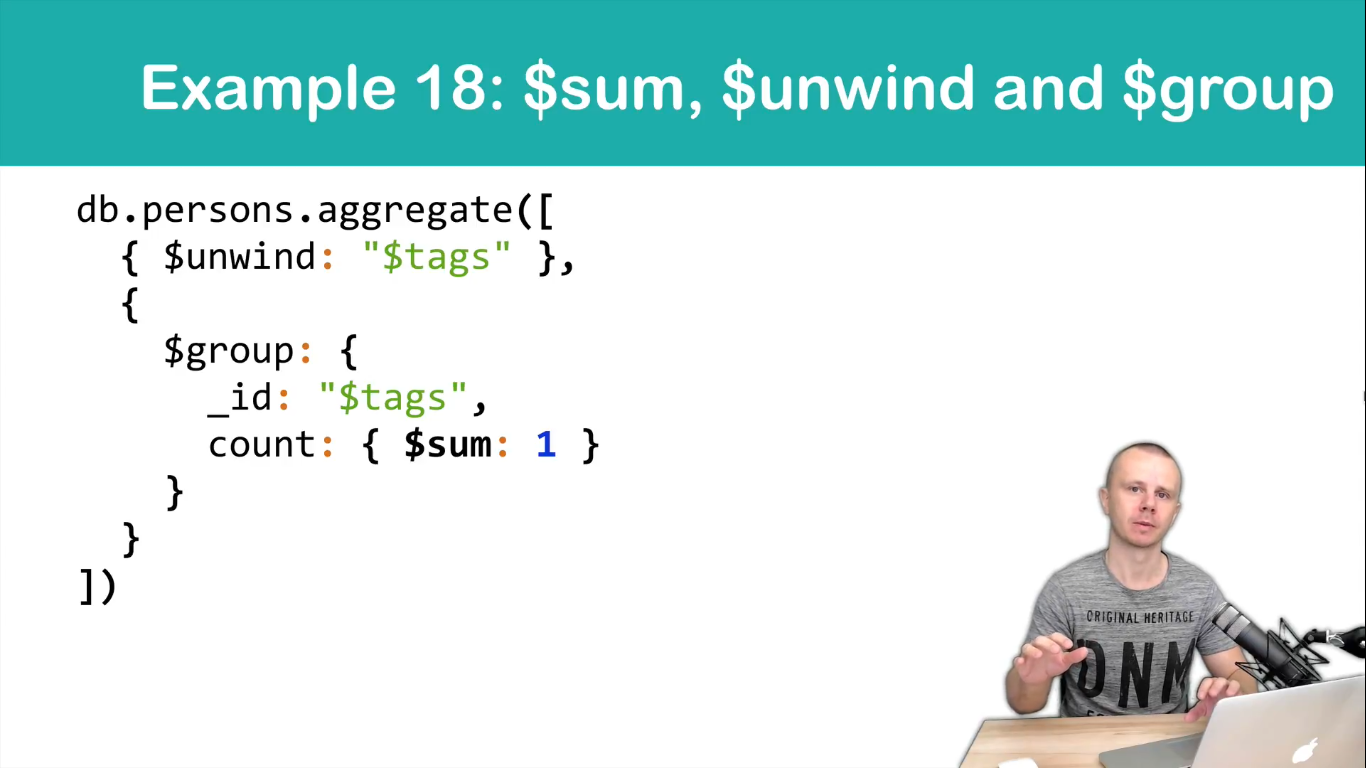 Example 18: $sum, $unwind and $group
db.persons.aggregate([
{ $unwind: "$tags" },
{
$group: {
_id: "$tags",
count: { $sum: 1 }
}
}
])
ORIGINAL HERITAGE
DNM